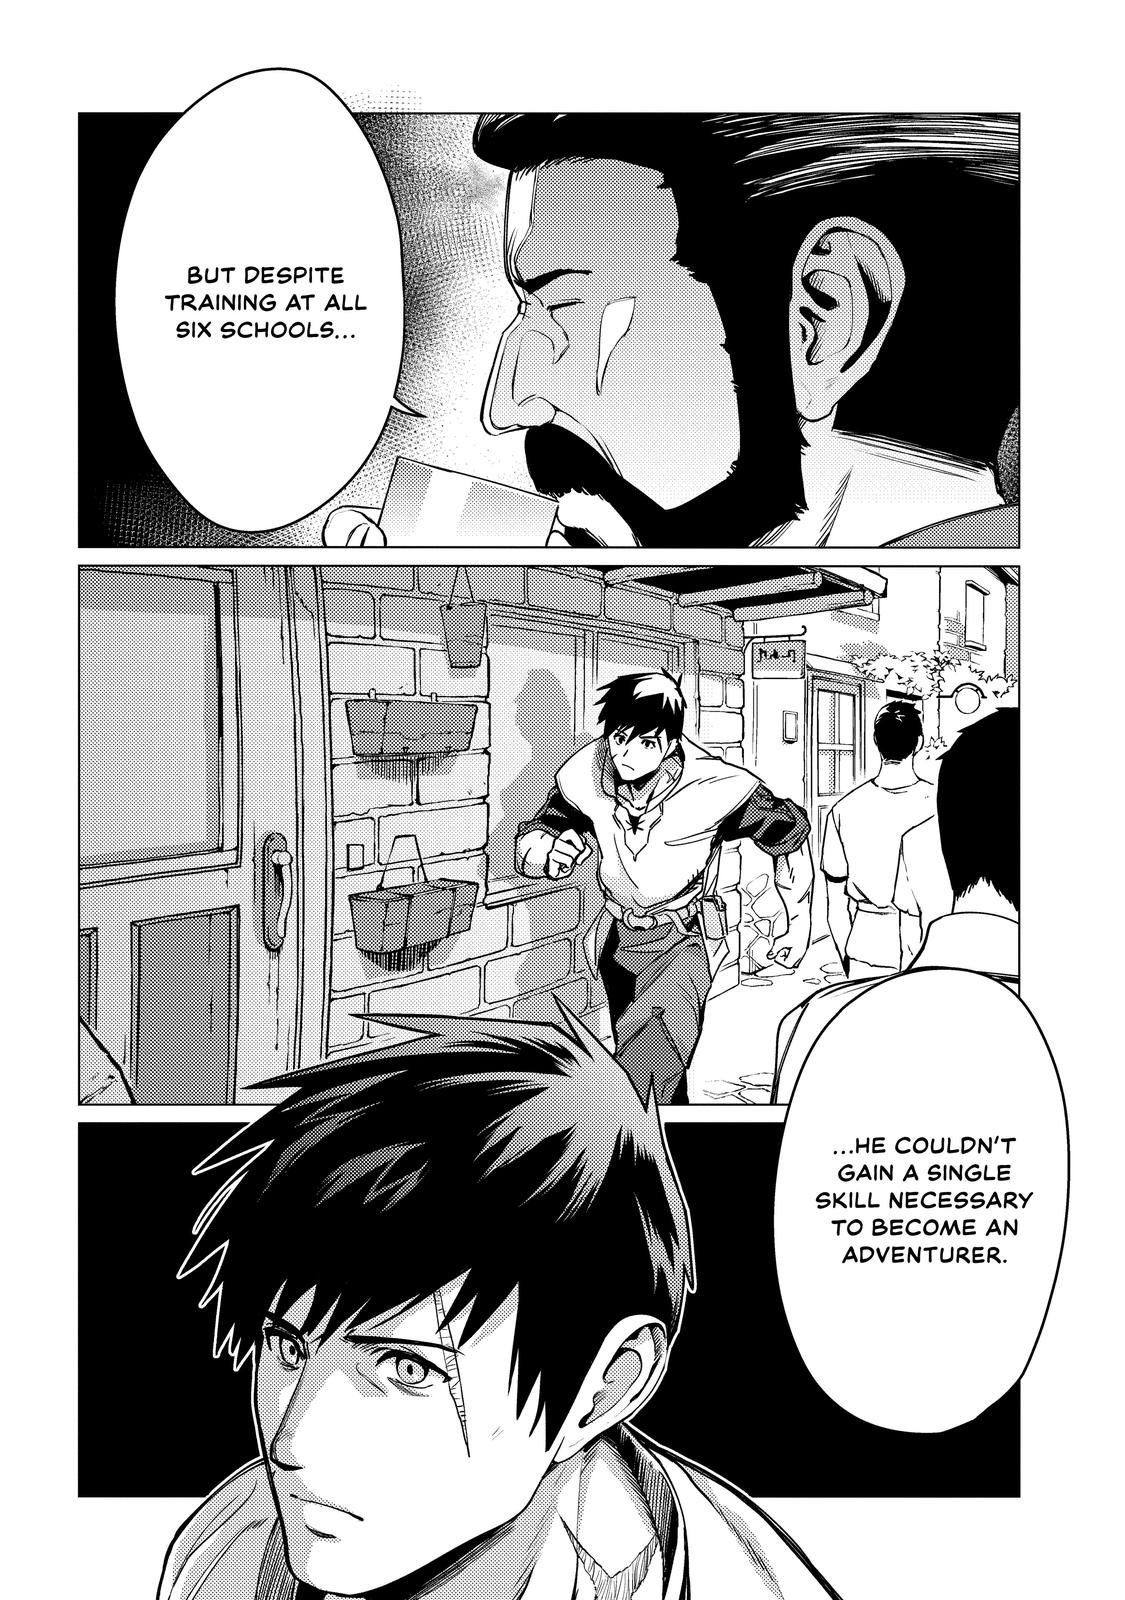 BUT DESPITE
TRAINING AT ALL
SIX SCHOOLS...
...HE COULDN'T
GAIN A SINGLE
SKILL NECESSARY
TO BECOME AN
ADVENTURER.